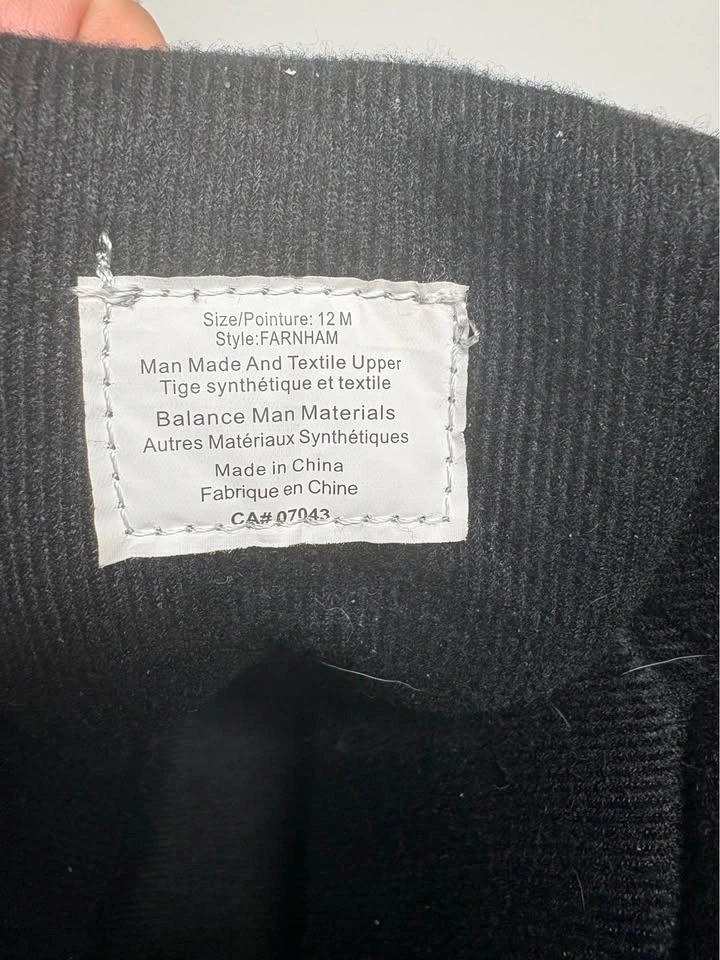 Size/Pointure: 12 M
Style:FARNHAM
Man Made And Textile Upper
Tige synthétique et textile
Balance Man Materials
Autres Matériaux Synthétiques
Made in China
Fabrique en Chine
CA# 07043